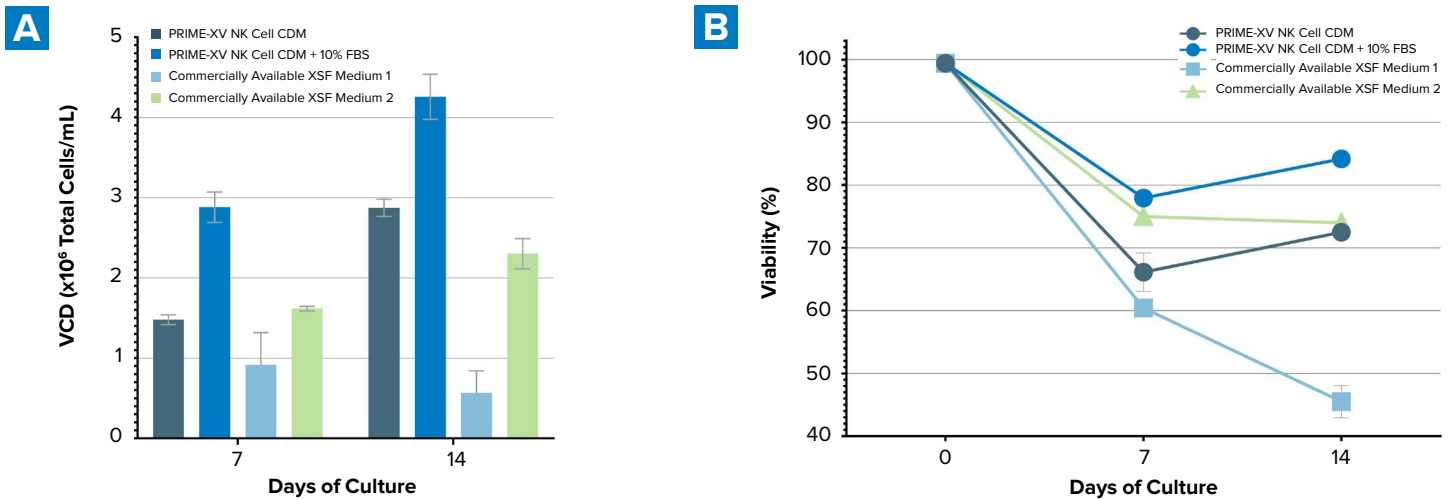 A
5
4
3
2
1
0
VCD (x10⁶ Total Cells/mL)
PRIME-XV NK Cell CDM
PRIME-XV NK Cell CDM + 10% FBS
Commercially Available XSF Medium 1
Commercially Available XSF Medium 2
7
14
Days of Culture
B
100
90
80
70
60
50
40
Viability (%)
PRIME-XV NK Cell CDM
PRIME-XV NK Cell CDM + 10% FBS
Commercially Available XSF Medium 1
Commercially Available XSF Medium 2
0
7
14
Days of Culture